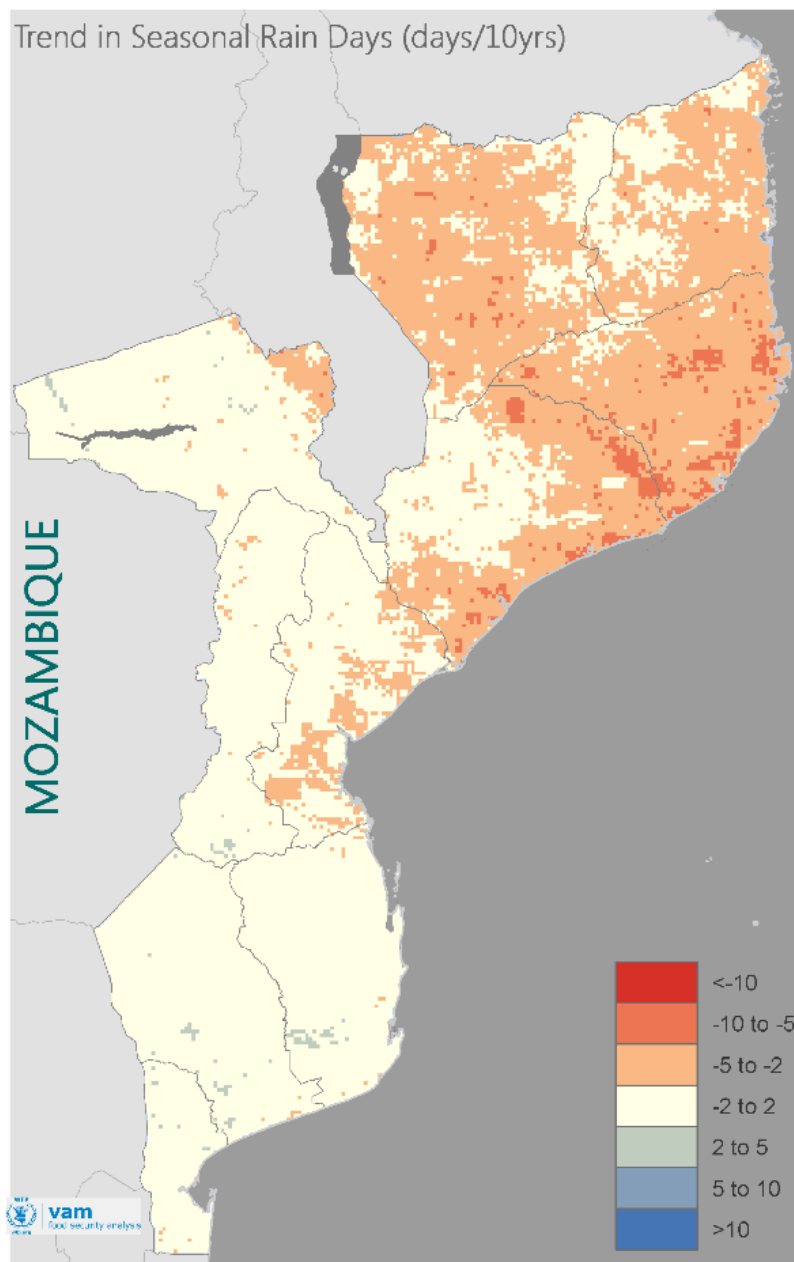 Trend in Seasonal Rain Days (days/10yrs)
MOZAMBIQUE
<-10
-10 to -5
-5 to -2
-2 to 2
2 to 5
5 to 10
>10
WFP
vam
food security analysis